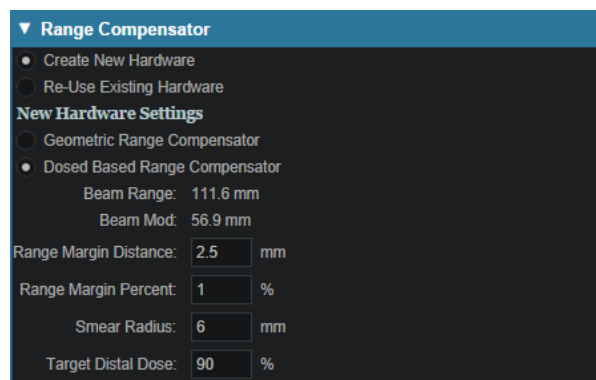 ▼ Range Compensator
Create New Hardware
Re-Use Existing Hardware
New Hardware Settings
Geometric Range Compensator
Dosed Based Range Compensator
Beam Range: 111.6 mm
Beam Mod: 56.9 mm
Range Margin Distance: 2.5 mm
Range Margin Percent: 1 %
Smear Radius: 6 mm
Target Distal Dose: 90 %